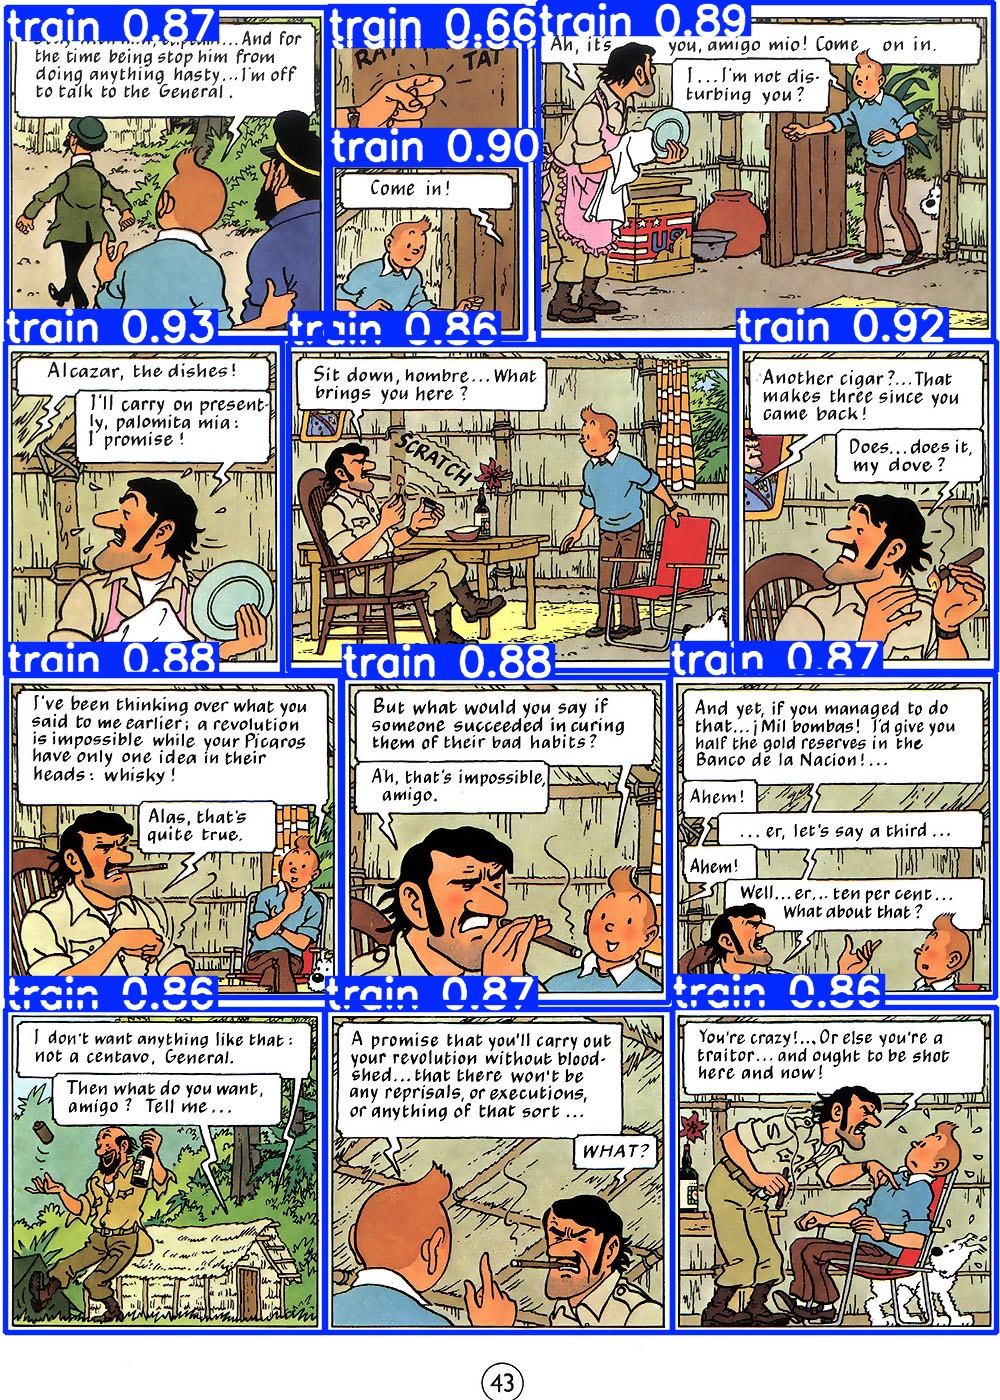 train 0.87
...And for
the time being stop him from
doing anything hasty...I'm off
to talk to the General.
train 0.66
RAT
TAT
train 0.90
Come in!
train 0.89
Ah, its you, amigo mio! Come on in.
I...I'm not dis-
turbing you?
US
train 0.93
Alcazar, the dishes!
I'll carry on present-
ly, palomita mia:
I promise!
train 0.86
Sit down, hombre...What
brings you here?
SCRATCH
train 0.92
Another cigar?...That
makes three since you
came back!
Does...does it,
my dove?
train 0.88
I've been thinking over what you
said to me earlier; a revolution
is impossible while your Picaros
have only one idea in their
heads: whisky!
Alas, that's
quite true.
train 0.88
But what would you say if
someone succeeded in curing
them of their bad habits?
Ah, that's impossible,
amigo.
train 0.87
And yet, if you managed to do
that...¡Mil bombas! I'd give you
half the gold reserves in the
Banco de la Nacion!...
Ahem!
...er, let's say a third...
Ahem!
Well...er...ten per cent...
What about that?
train 0.86
I don't want anything like that:
not a centavo, General.
Then what do you want,
amigo? Tell me...
train 0.87
A promise that you'll carry out
your revolution without blood-
shed...that there won't be
any reprisals, or executions,
or anything of that sort...
WHAT?
train 0.86
You're crazy!...Or else you're a
traitor...and ought to be shot
here and now!
43